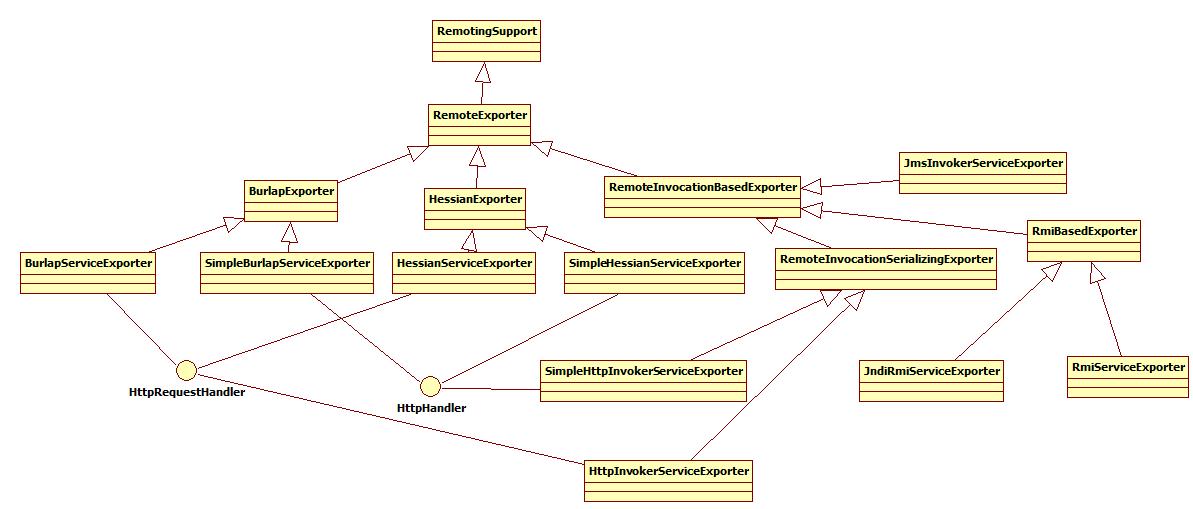 RemotingSupport
RemoteExporter
JmsInvokerServiceExporter
BurlapExporter
HessianExporter
RemoteInvocationBasedExporter
RmiBasedExporter
BurlapServiceExporter
SimpleBurlapServiceExporter
HessianServiceExporter
SimpleHessianServiceExporter
RemoteInvocationSerializingExporter
HttpRequestHandler
HttpHandler
SimpleHttpInvokerServiceExporter
JndiRmiServiceExporter
RmiServiceExporter
HttpInvokerServiceExporter